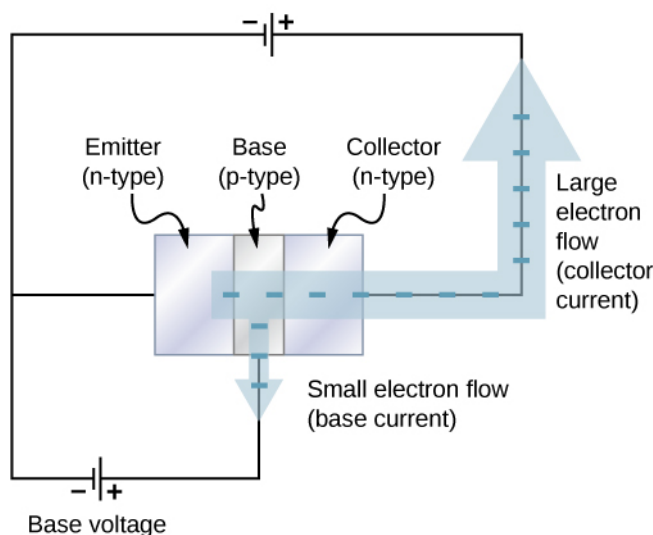 − +
Emitter
(n-type)
Base
(p-type)
Collector
(n-type)
Large
electron
flow
(collector
current)
Small electron flow
(base current)
− +
Base voltage